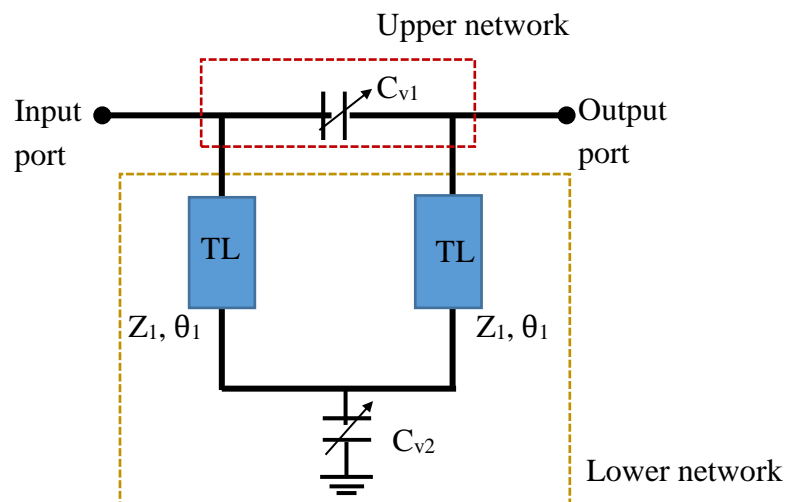 Upper network
Cv1
Input
port
Output
port
TL
TL
Z1, θ1
Z1, θ1
Cv2
Lower network